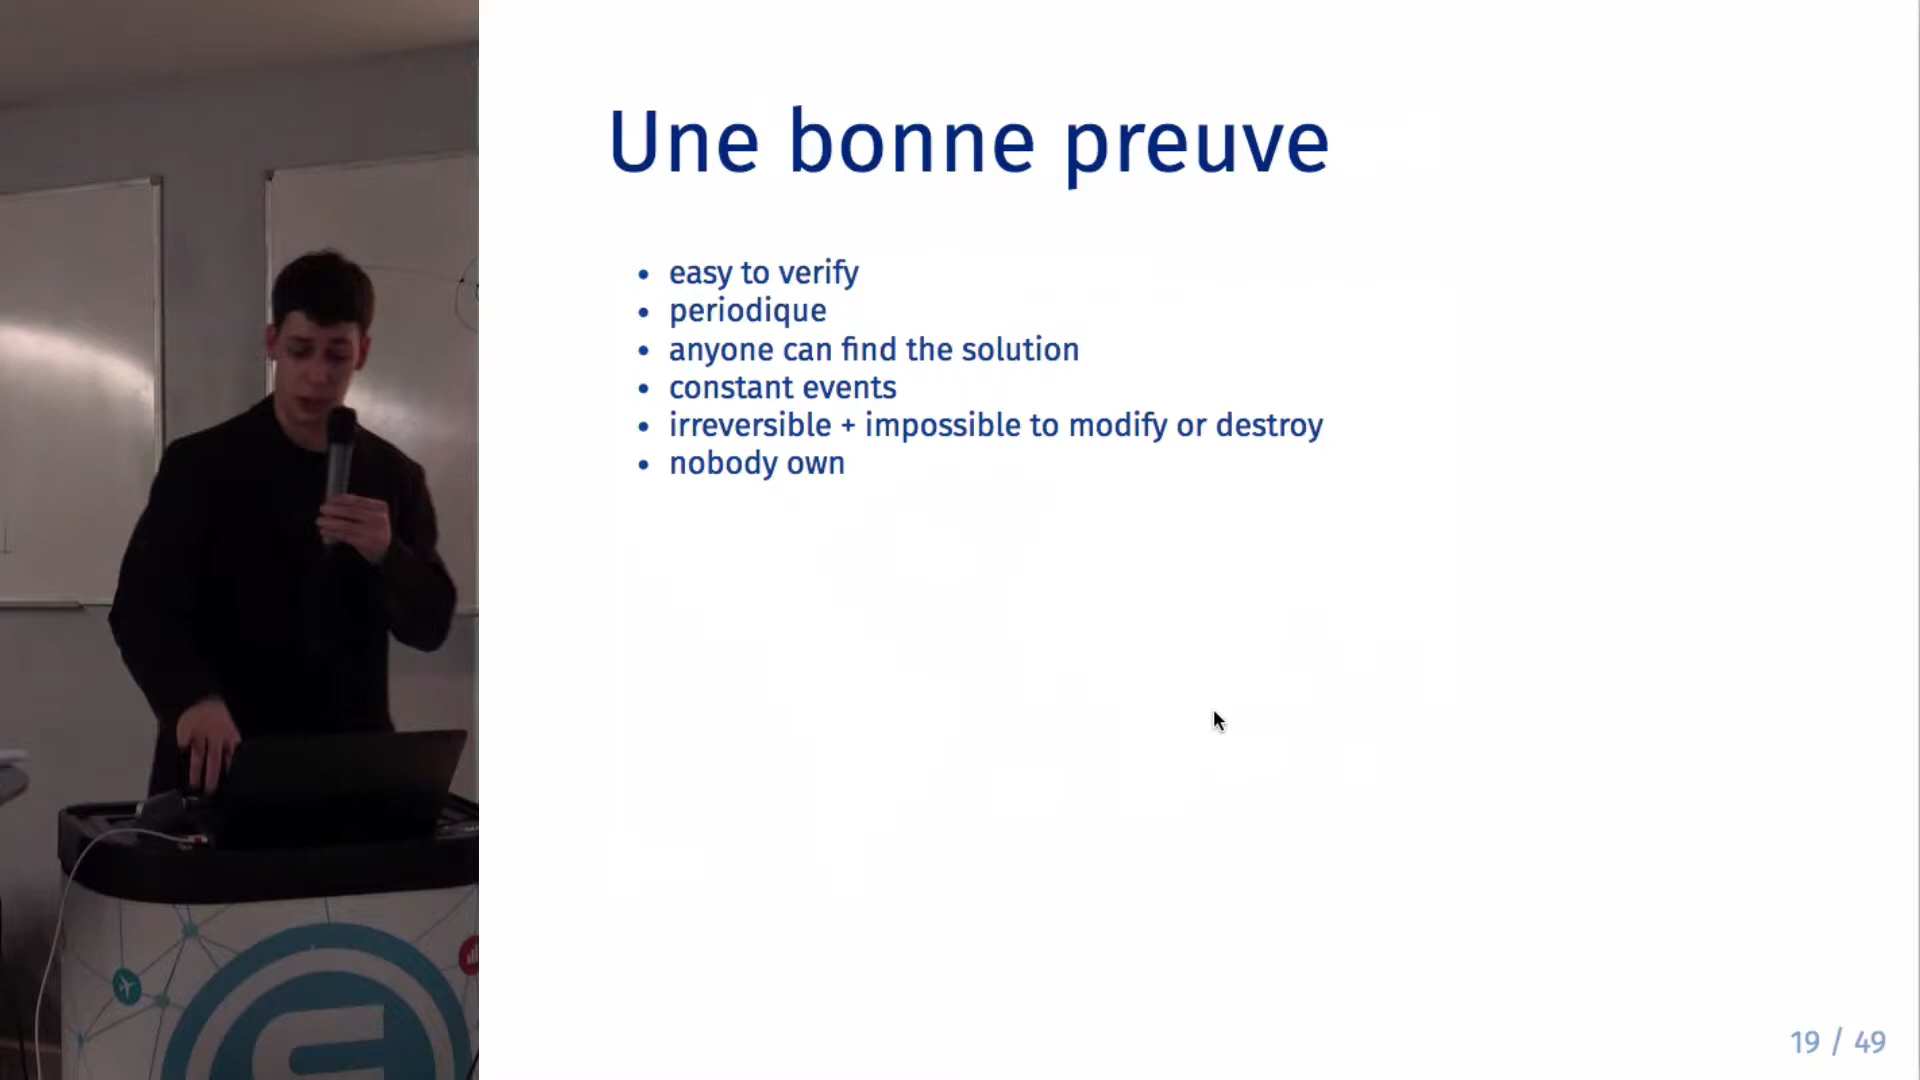 Une bonne preuve
• easy to verify
• periodique
• anyone can find the solution
• constant events
• irreversible + impossible to modify or destroy
• nobody own
19 / 49